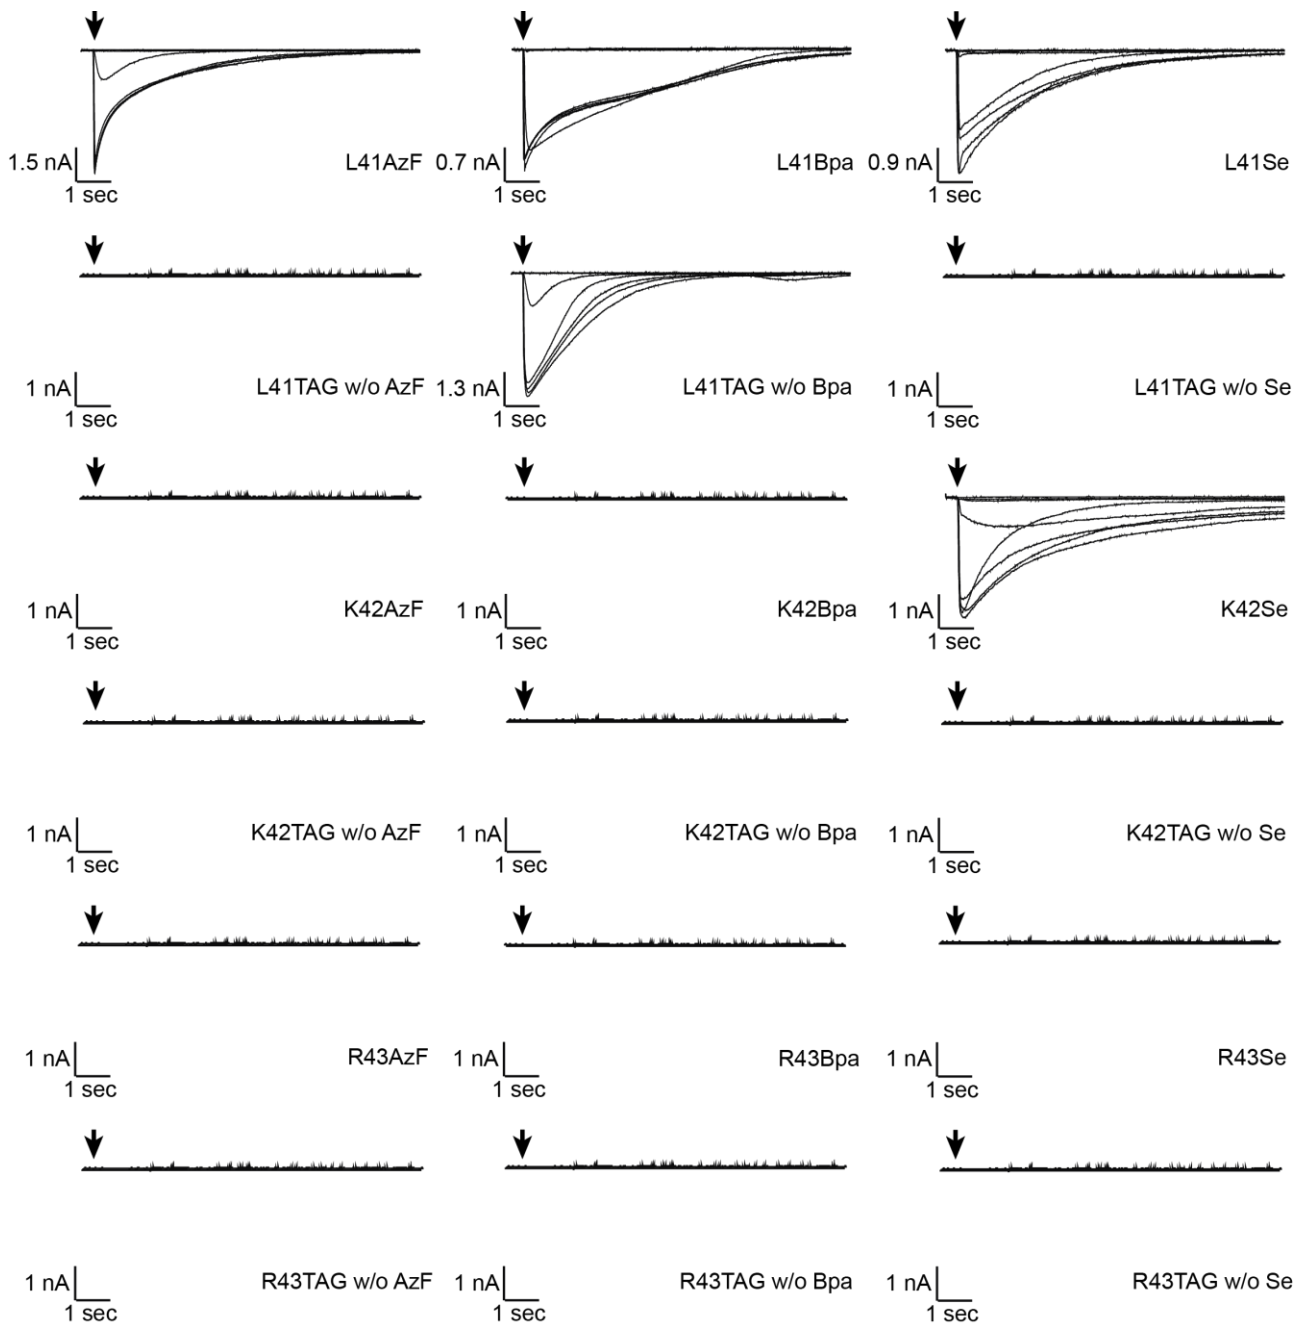 1.5 nA L41AzF 0.7 nA L41Bpa 0.9 nA L41Se
1 sec 1 sec 1 sec
1 nA L41TAG w/o AzF 1.3 nA L41TAG w/o Bpa 1 nA L41TAG w/o Se
1 sec 1 sec 1 sec
1 nA K42AzF 1 nA K42Bpa 1 nA K42Se
1 sec 1 sec 1 sec
1 nA K42TAG w/o AzF 1 nA K42TAG w/o Bpa 1 nA K42TAG w/o Se
1 sec 1 sec 1 sec
1 nA R43AzF 1 nA R43Bpa 1 nA R43Se
1 sec 1 sec 1 sec
1 nA R43TAG w/o AzF 1 nA R43TAG w/o Bpa 1 nA R43TAG w/o Se
1 sec 1 sec 1 sec